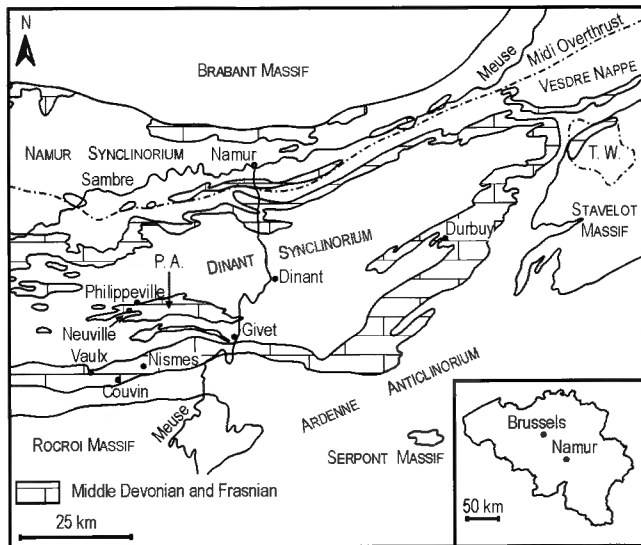 N
BRABANT MASSIF
Meuse
Midi Overthrust
VESDRE NAPPE
NAMUR SYNCLINORIUM
Namur
T. W.
Sambre
STAVELOT
MASSIF
Durbuy
DINANT SYNCLINORIUM
P. A.
Dinant
Philippeville
Neuville
Givet
Vaulx
Nismes
Couvin
ARDENNE ANTICLINORIUM
Meuse
ROCROI MASSIF
SERPONT MASSIF
Brussels
Namur
50 km
Middle Devonian and Frasnian
25 km